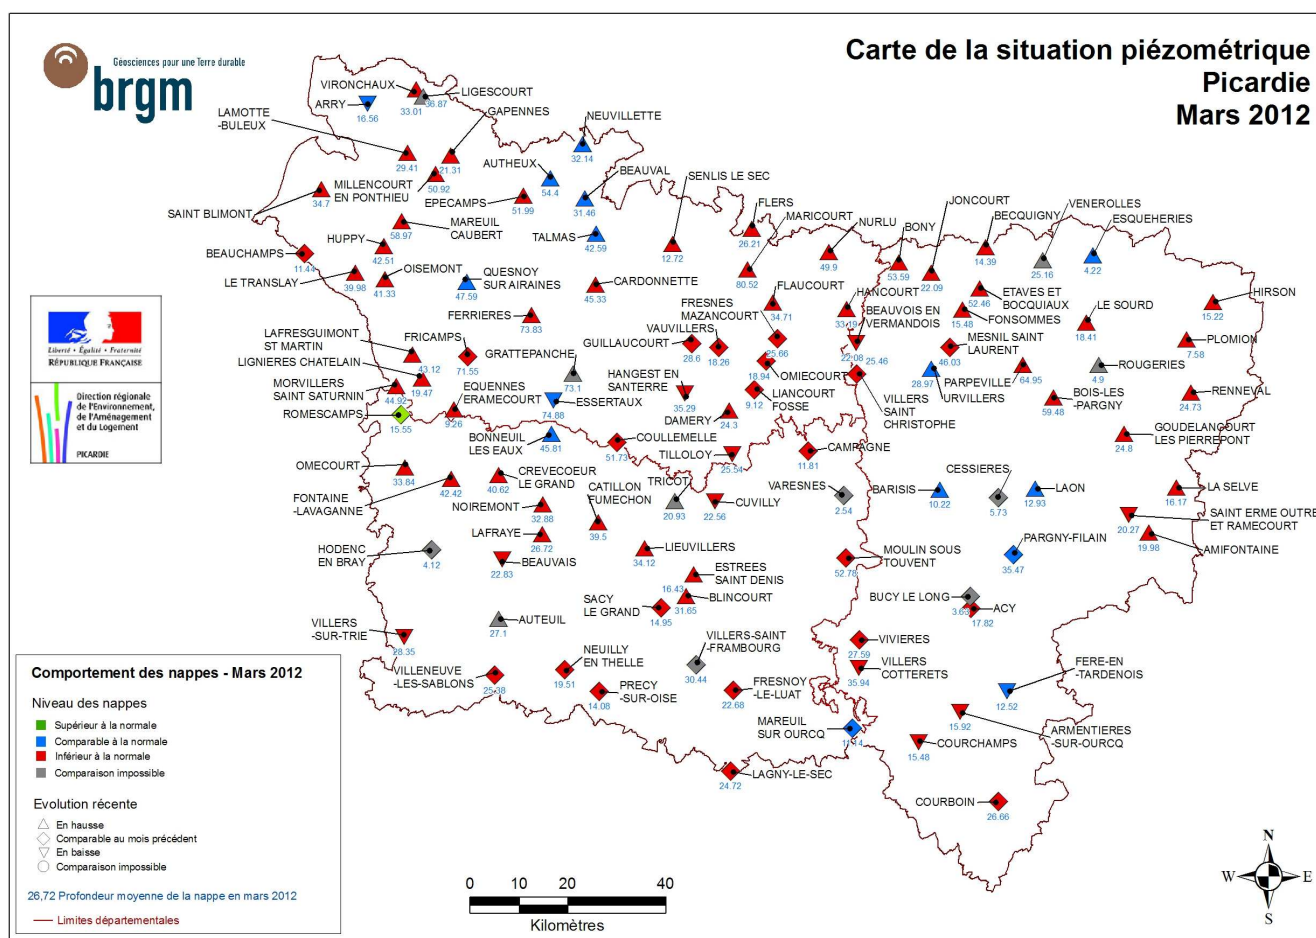 Carte de la situation piézométrique
Picardie
Mars 2012
Géosciences pour une Terre durable
brgm
VIRONCHAUX
LIGESCOURT
ARRY
36.87
33.01
16.56
GAPENNES
LAMOTTE
-BULEUX
NEUVILLETTE
32.14
29.41
21.31
AUTHEUX
BEAUVAL
SENLIS LE SEC
MILLENCOURT
EN PONTHIEU
50.92
54.4
EPECAMPS
51.99
31.46
SAINT BLIMONT
34.7
FLERS
MARICOURT
JONCOURT
BECQUIGNY
VENEROLLES
ESQUEHERIES
MAREUIL
CAUBERT
58.97
TALMAS
42.59
26.21
NURLU
BONY
HUPPY
42.51
BEAUCHAMPS
11.44
12.72
49.9
53.59
14.39
25.16
4.22
LE TRANSLAY
39.98
OISEMONT
41.33
QUESNOY
SUR AIRAINES
47.59
CARDONNETTE
45.33
80.52
22.09
FLAUCOURT
34.71
HANCOURT
33.19
ETAVES ET
BOCQUIAUX
52.46
FONSOMMES
15.48
LE SOURD
18.41
HIRSON
15.22
FERRIERES
73.83
FRESNES
MAZANCOURT
25.66
VAUVILLERS
18.26
BEAUVOIS EN
VERMANDOIS
22.08
25.46
MESNIL SAINT
LAURENT
46.03
PLOMION
7.58
LAFRESGUIMONT
ST MARTIN
43.12
FRICAMPS
71.55
GUILLAUCOURT
28.6
GRATTEPANCHE
73.1
OMIECOURT
18.94
ROUGERIES
4.9
LIGNIERES CHATELAIN
19.47
HANGEST EN
SANTERRE
35.29
LIANCOURT
FOSSE
9.12
URVILLERS
28.97
PARPEVILLE
64.95
BOIS-LES
-PARGNY
59.48
RENNEVAL
24.73
MORVILLERS
SAINT SATURNIN
44.92
EQUENNES
ERAMECOURT
9.26
ESSERTAUX
74.88
DAMERY
24.3
VILLERS
SAINT
CHRISTOPHE
ROMESCAMPS
15.55
BONNEUIL
LES EAUX
45.81
COULLEMELLE
51.73
TILLOLOY
25.54
CAMPAGNE
11.81
GOUDELANCOURT
LES PIERREPONT
24.8
OMECOURT
33.84
CREVECOEUR
LE GRAND
40.62
CATILLON
FUMECHON
39.5
TRICOT
20.93
CUVILLY
22.56
VARESNES
2.54
BARISIS
10.22
CESSIERES
5.73
LAON
12.93
LA SELVE
16.17
FONTAINE
-LAVAGANNE
42.42
NOIREMONT
32.88
SAINT ERME OUTRE
ET RAMECOURT
20.27
LAFRAYE
26.72
LIEUVILLERS
34.12
PARGNY-FILAIN
35.47
AMIFONTAINE
19.98
HODENC
EN BRAY
4.12
BEAUVAIS
22.83
MOULIN SOUS
TOUVENT
52.78
ESTREES
SAINT DENIS
16.43
BLINCOURT
31.65
SACY
LE GRAND
14.95
BUCY LE LONG
ACY
17.82
AUTEUIL
27.1
VILLERS
-SUR-TRIE
28.35
VILLERS-SAINT
-FRAMBOURG
30.44
VIVIERES
27.59
VILLERS
COTTERETS
35.94
FERE-EN
-TARDENOIS
12.52
VILLENEUVE
-LES-SABLONS
25.38
NEUILLY
EN THELLE
19.51
PRECY
-SUR-OISE
14.08
FRESNOY
-LE-LUAT
22.68
MAREUIL
SUR OURCQ
ARMENTIERES
-SUR-OURCQ
15.92
COURCHAMPS
15.48
LAGNY-LE-SEC
24.72
COURBOIN
26.66
Liberté • Égalité • Fraternité
RÉPUBLIQUE FRANÇAISE
Direction régionale
de l'Environnement,
de l'Aménagement
et du Logement
PICARDIE
Comportement des nappes - Mars 2012
Niveau des nappes
Supérieur à la normale
Comparable à la normale
Inférieur à la normale
Comparaison impossible
Evolution récente
En hausse
Comparable au mois précédent
En baisse
Comparaison impossible
26,72 Profondeur moyenne de la nappe en mars 2012
Limites départementales
0 10 20 40
Kilomètres
N
W
E
S